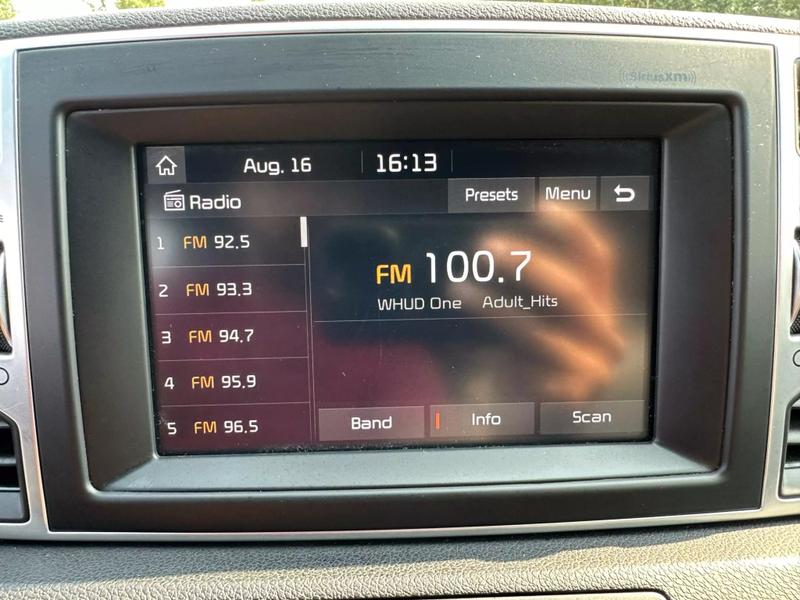 ((SiriusXM))
Aug. 16 16:13
Radio Presets Menu
1 FM 92.5
2 FM 93.3
3 FM 94.7
4 FM 95.9
5 FM 96.5
FM 100.7
WHUD One Adult_Hits
Band Info Scan